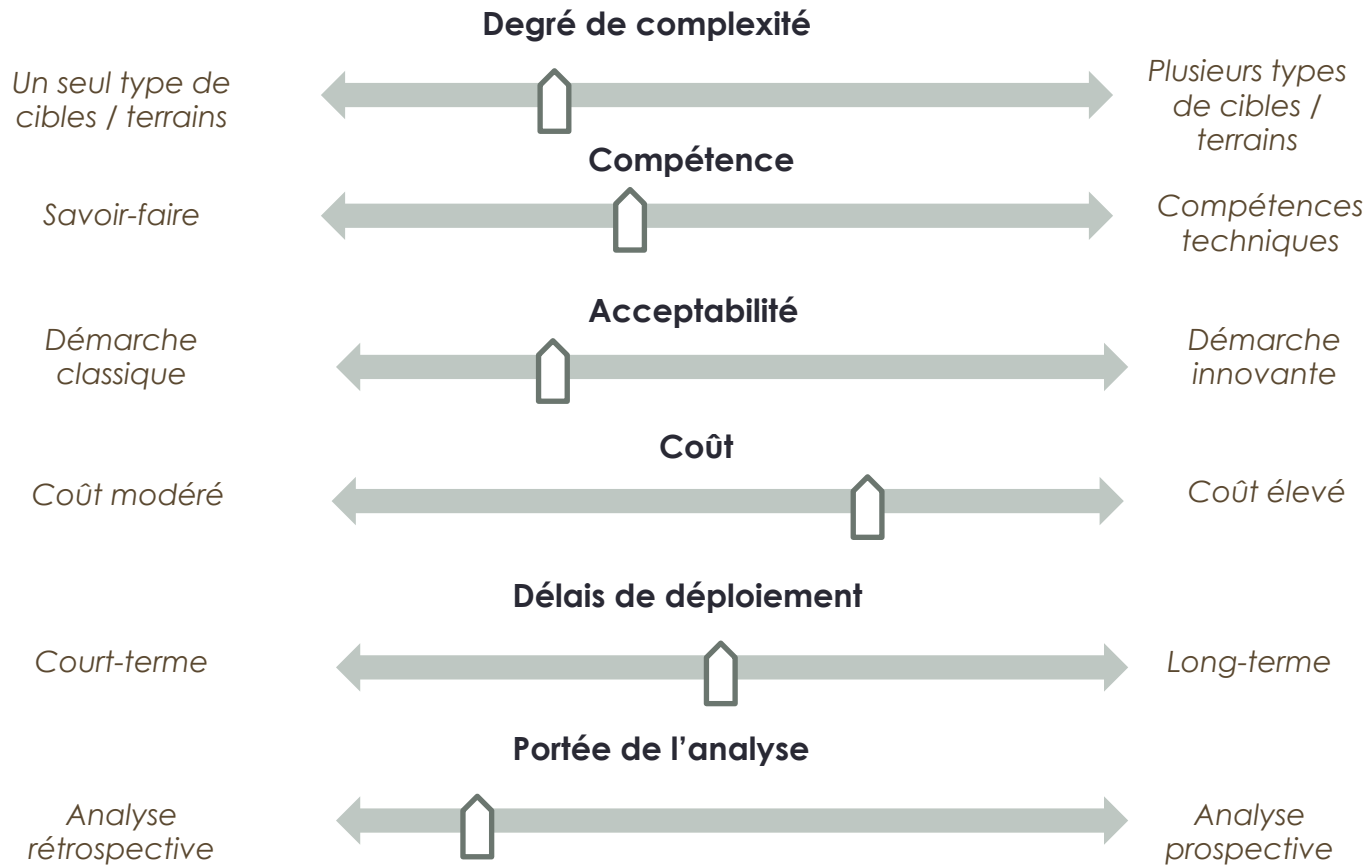 Degré de complexité
Un seul type de
cibles / terrains
Plusieurs types
de cibles /
terrains
Compétence
Savoir-faire
Compétences
techniques
Acceptabilité
Démarche
classique
Démarche
innovante
Coût
Coût modéré
Coût élevé
Délais de déploiement
Court-terme
Long-terme
Portée de l’analyse
Analyse
rétrospective
Analyse
prospective